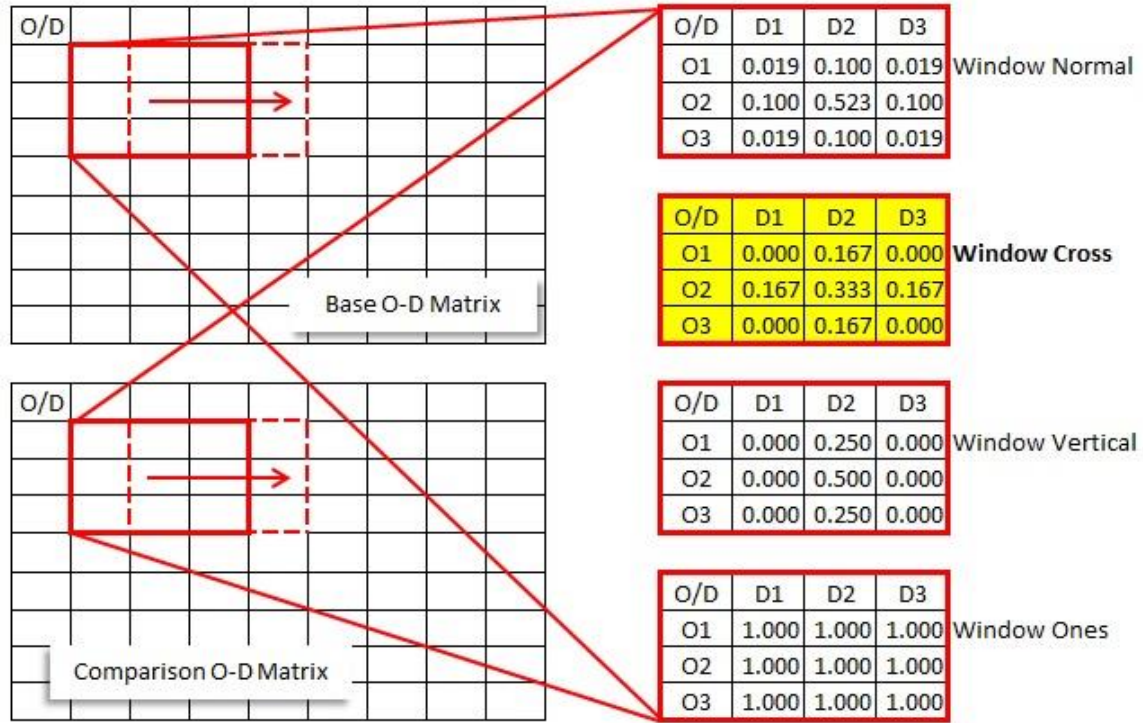 O/D
Base O-D Matrix
O/D
Comparison O-D Matrix
O/D D1 D2 D3
O1 0.019 0.100 0.019 Window Normal
O2 0.100 0.523 0.100
O3 0.019 0.100 0.019
O/D D1 D2 D3
O1 0.000 0.167 0.000 Window Cross
O2 0.167 0.333 0.167
O3 0.000 0.167 0.000
O/D D1 D2 D3
O1 0.000 0.250 0.000 Window Vertical
O2 0.000 0.500 0.000
O3 0.000 0.250 0.000
O/D D1 D2 D3
O1 1.000 1.000 1.000 Window Ones
O2 1.000 1.000 1.000
O3 1.000 1.000 1.000